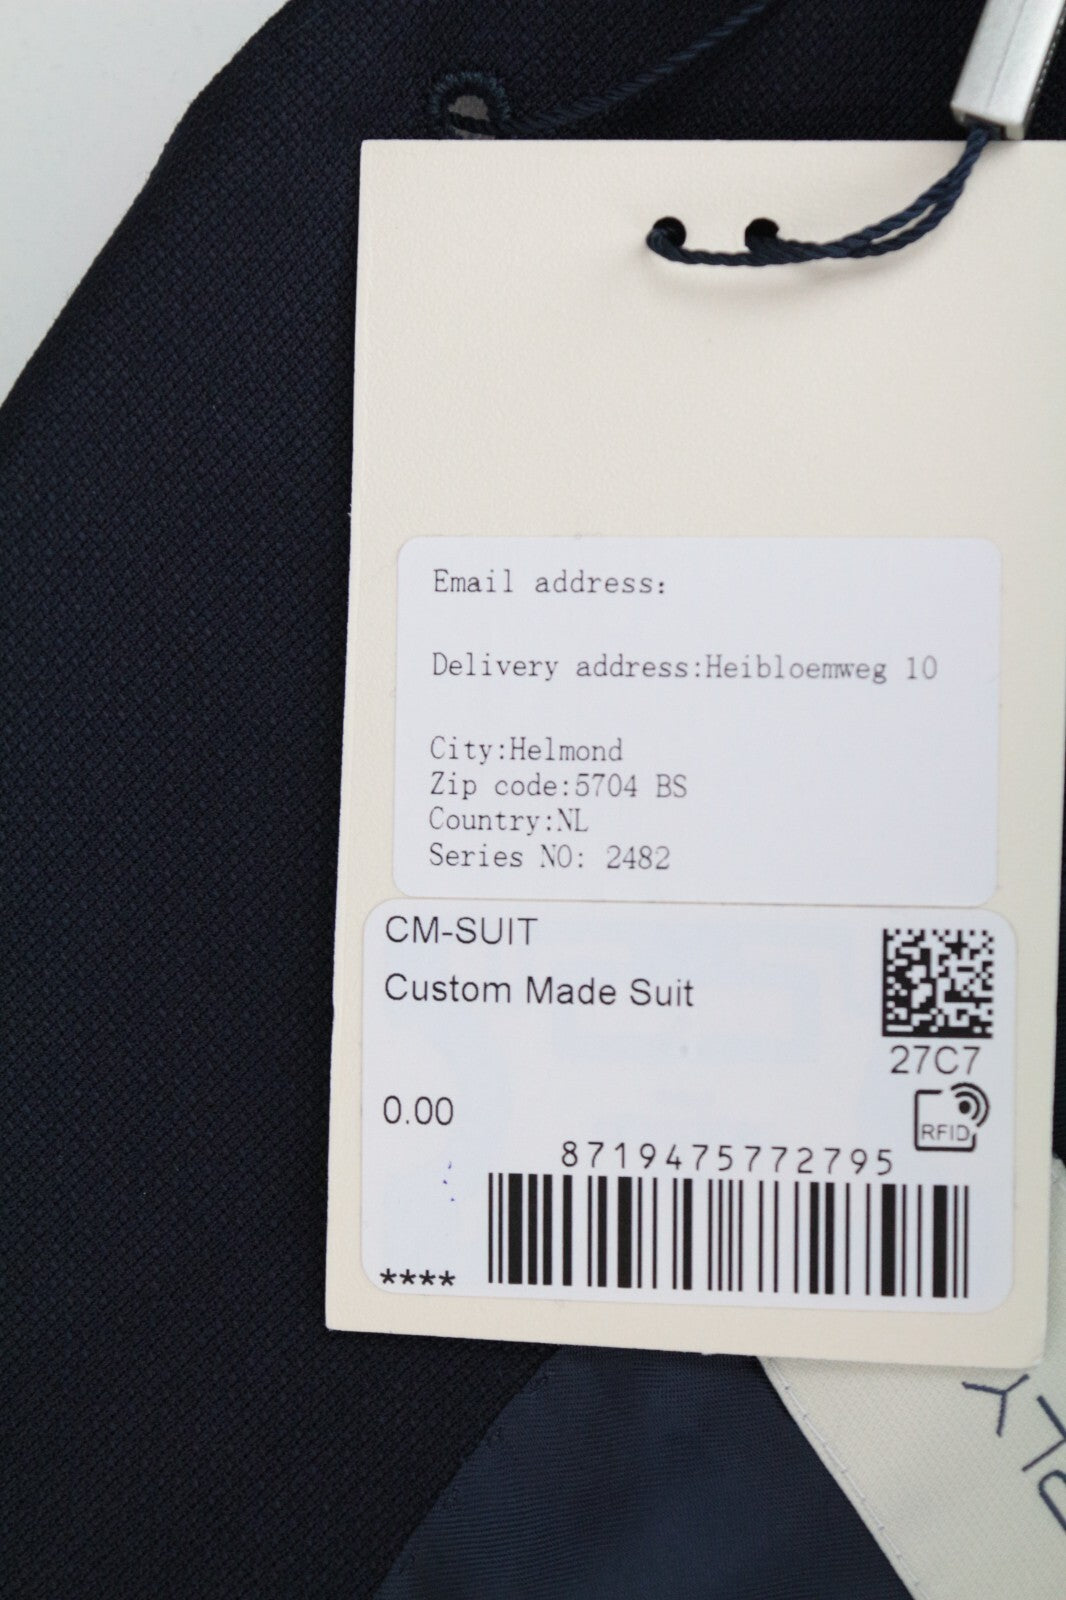 Email address:
Delivery address:Heibloemweg 10
City:Helmond
Zip code:5704 BS
Country:NL
Series NO: 2482
CM-SUIT
Custom Made Suit
27C7
0.00
RFID
8719475772795
****